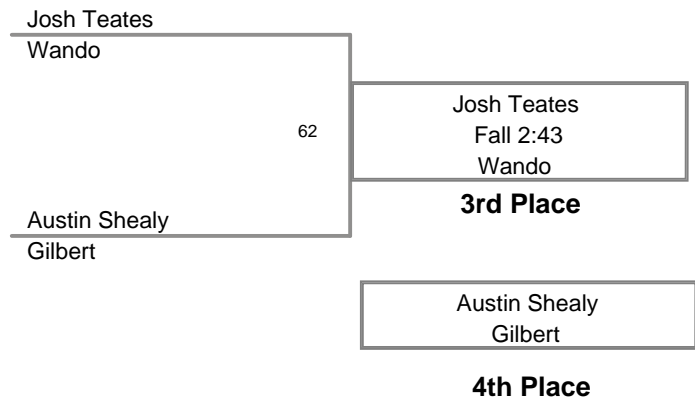 Josh Teates
Wando
62
Josh Teates
Fall 2:43
Wando
3rd Place
Austin Shealy
Gilbert
Austin Shealy
Gilbert
4th Place